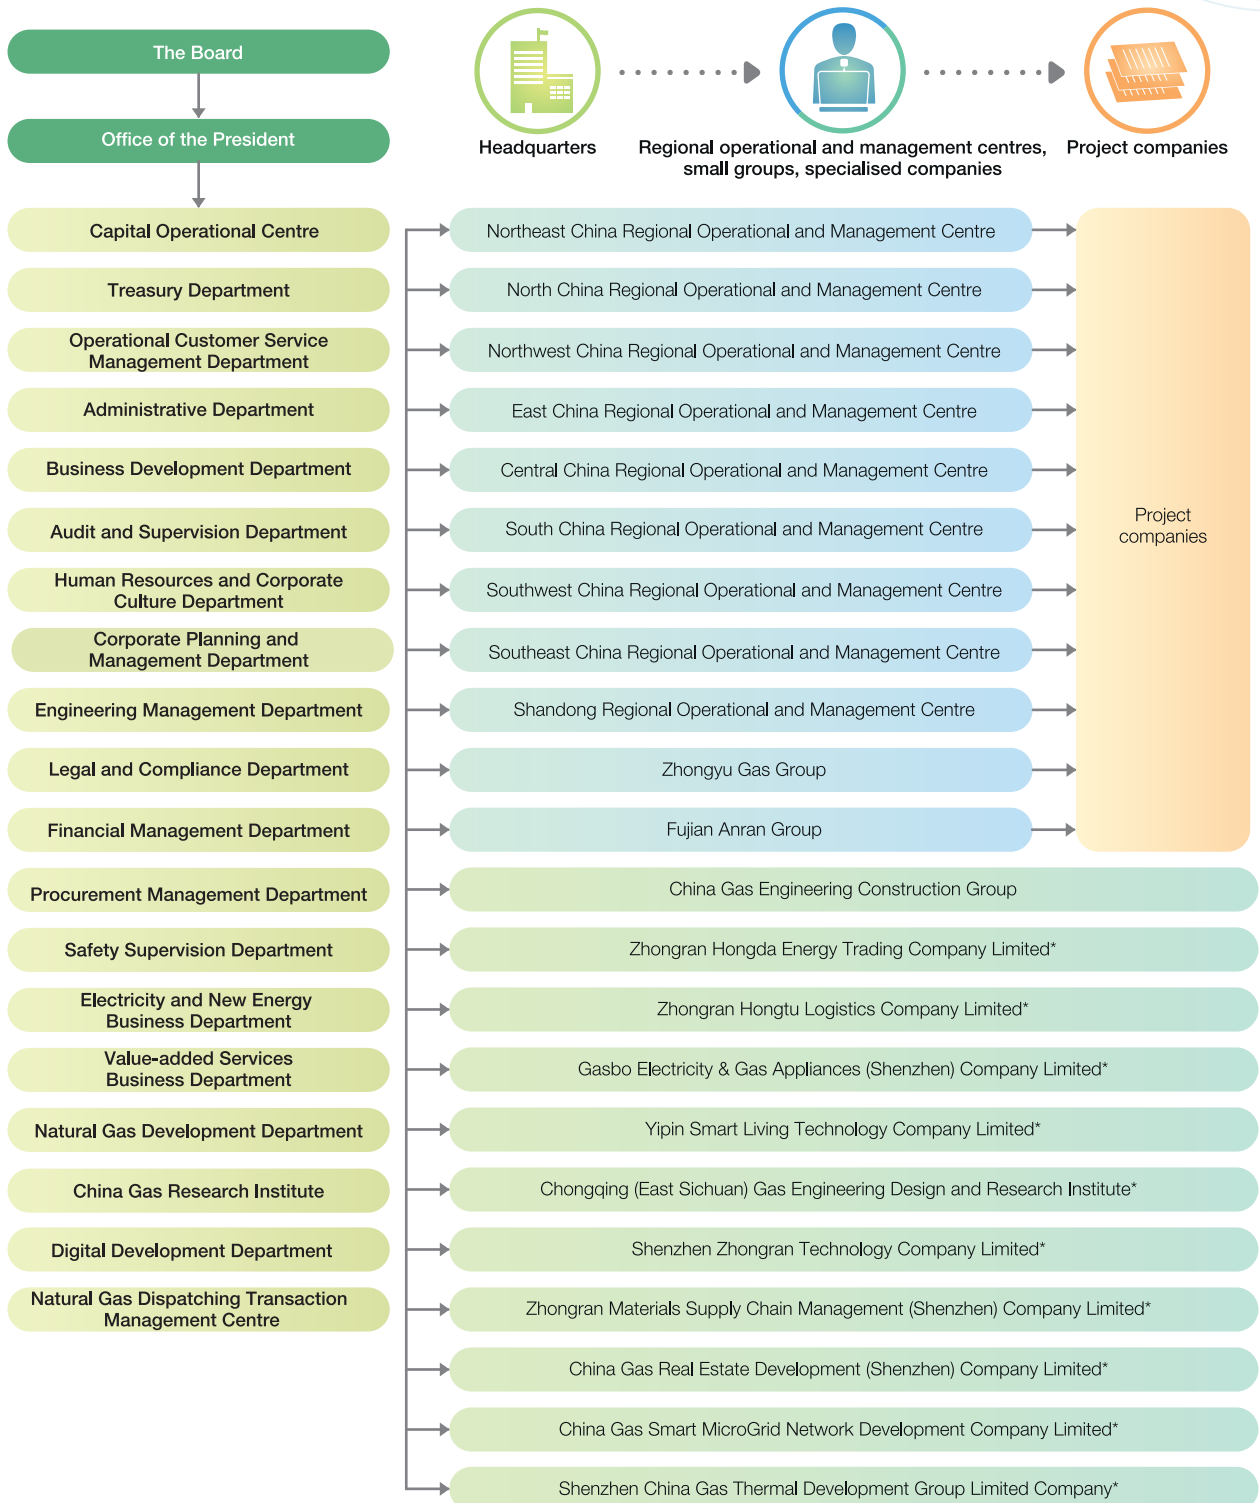 The Board
Office of the President
Headquarters
Regional operational and management centres,
small groups, specialised companies
Project companies
Capital Operational Centre
Treasury Department
Operational Customer Service
Management Department
Administrative Department
Business Development Department
Audit and Supervision Department
Human Resources and Corporate
Culture Department
Corporate Planning and
Management Department
Engineering Management Department
Legal and Compliance Department
Financial Management Department
Procurement Management Department
Safety Supervision Department
Electricity and New Energy
Business Department
Value-added Services
Business Department
Natural Gas Development Department
China Gas Research Institute
Digital Development Department
Natural Gas Dispatching Transaction
Management Centre
Northeast China Regional Operational and Management Centre
North China Regional Operational and Management Centre
Northwest China Regional Operational and Management Centre
East China Regional Operational and Management Centre
Central China Regional Operational and Management Centre
South China Regional Operational and Management Centre
Southwest China Regional Operational and Management Centre
Southeast China Regional Operational and Management Centre
Shandong Regional Operational and Management Centre
Zhongyu Gas Group
Fujian Anran Group
China Gas Engineering Construction Group
Zhongran Hongda Energy Trading Company Limited*
Zhongran Hongtu Logistics Company Limited*
Gasbo Electricity & Gas Appliances (Shenzhen) Company Limited*
Yipin Smart Living Technology Company Limited*
Chongqing (East Sichuan) Gas Engineering Design and Research Institute*
Shenzhen Zhongran Technology Company Limited*
Zhongran Materials Supply Chain Management (Shenzhen) Company Limited*
China Gas Real Estate Development (Shenzhen) Company Limited*
China Gas Smart MicroGrid Network Development Company Limited*
Shenzhen China Gas Thermal Development Group Limited Company*
Project
companies